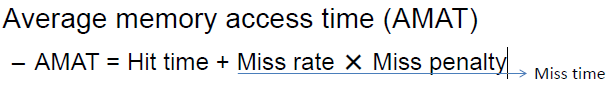 Average memory access time (AMAT)
– AMAT = Hit time + Miss rate × Miss penalty
Miss time